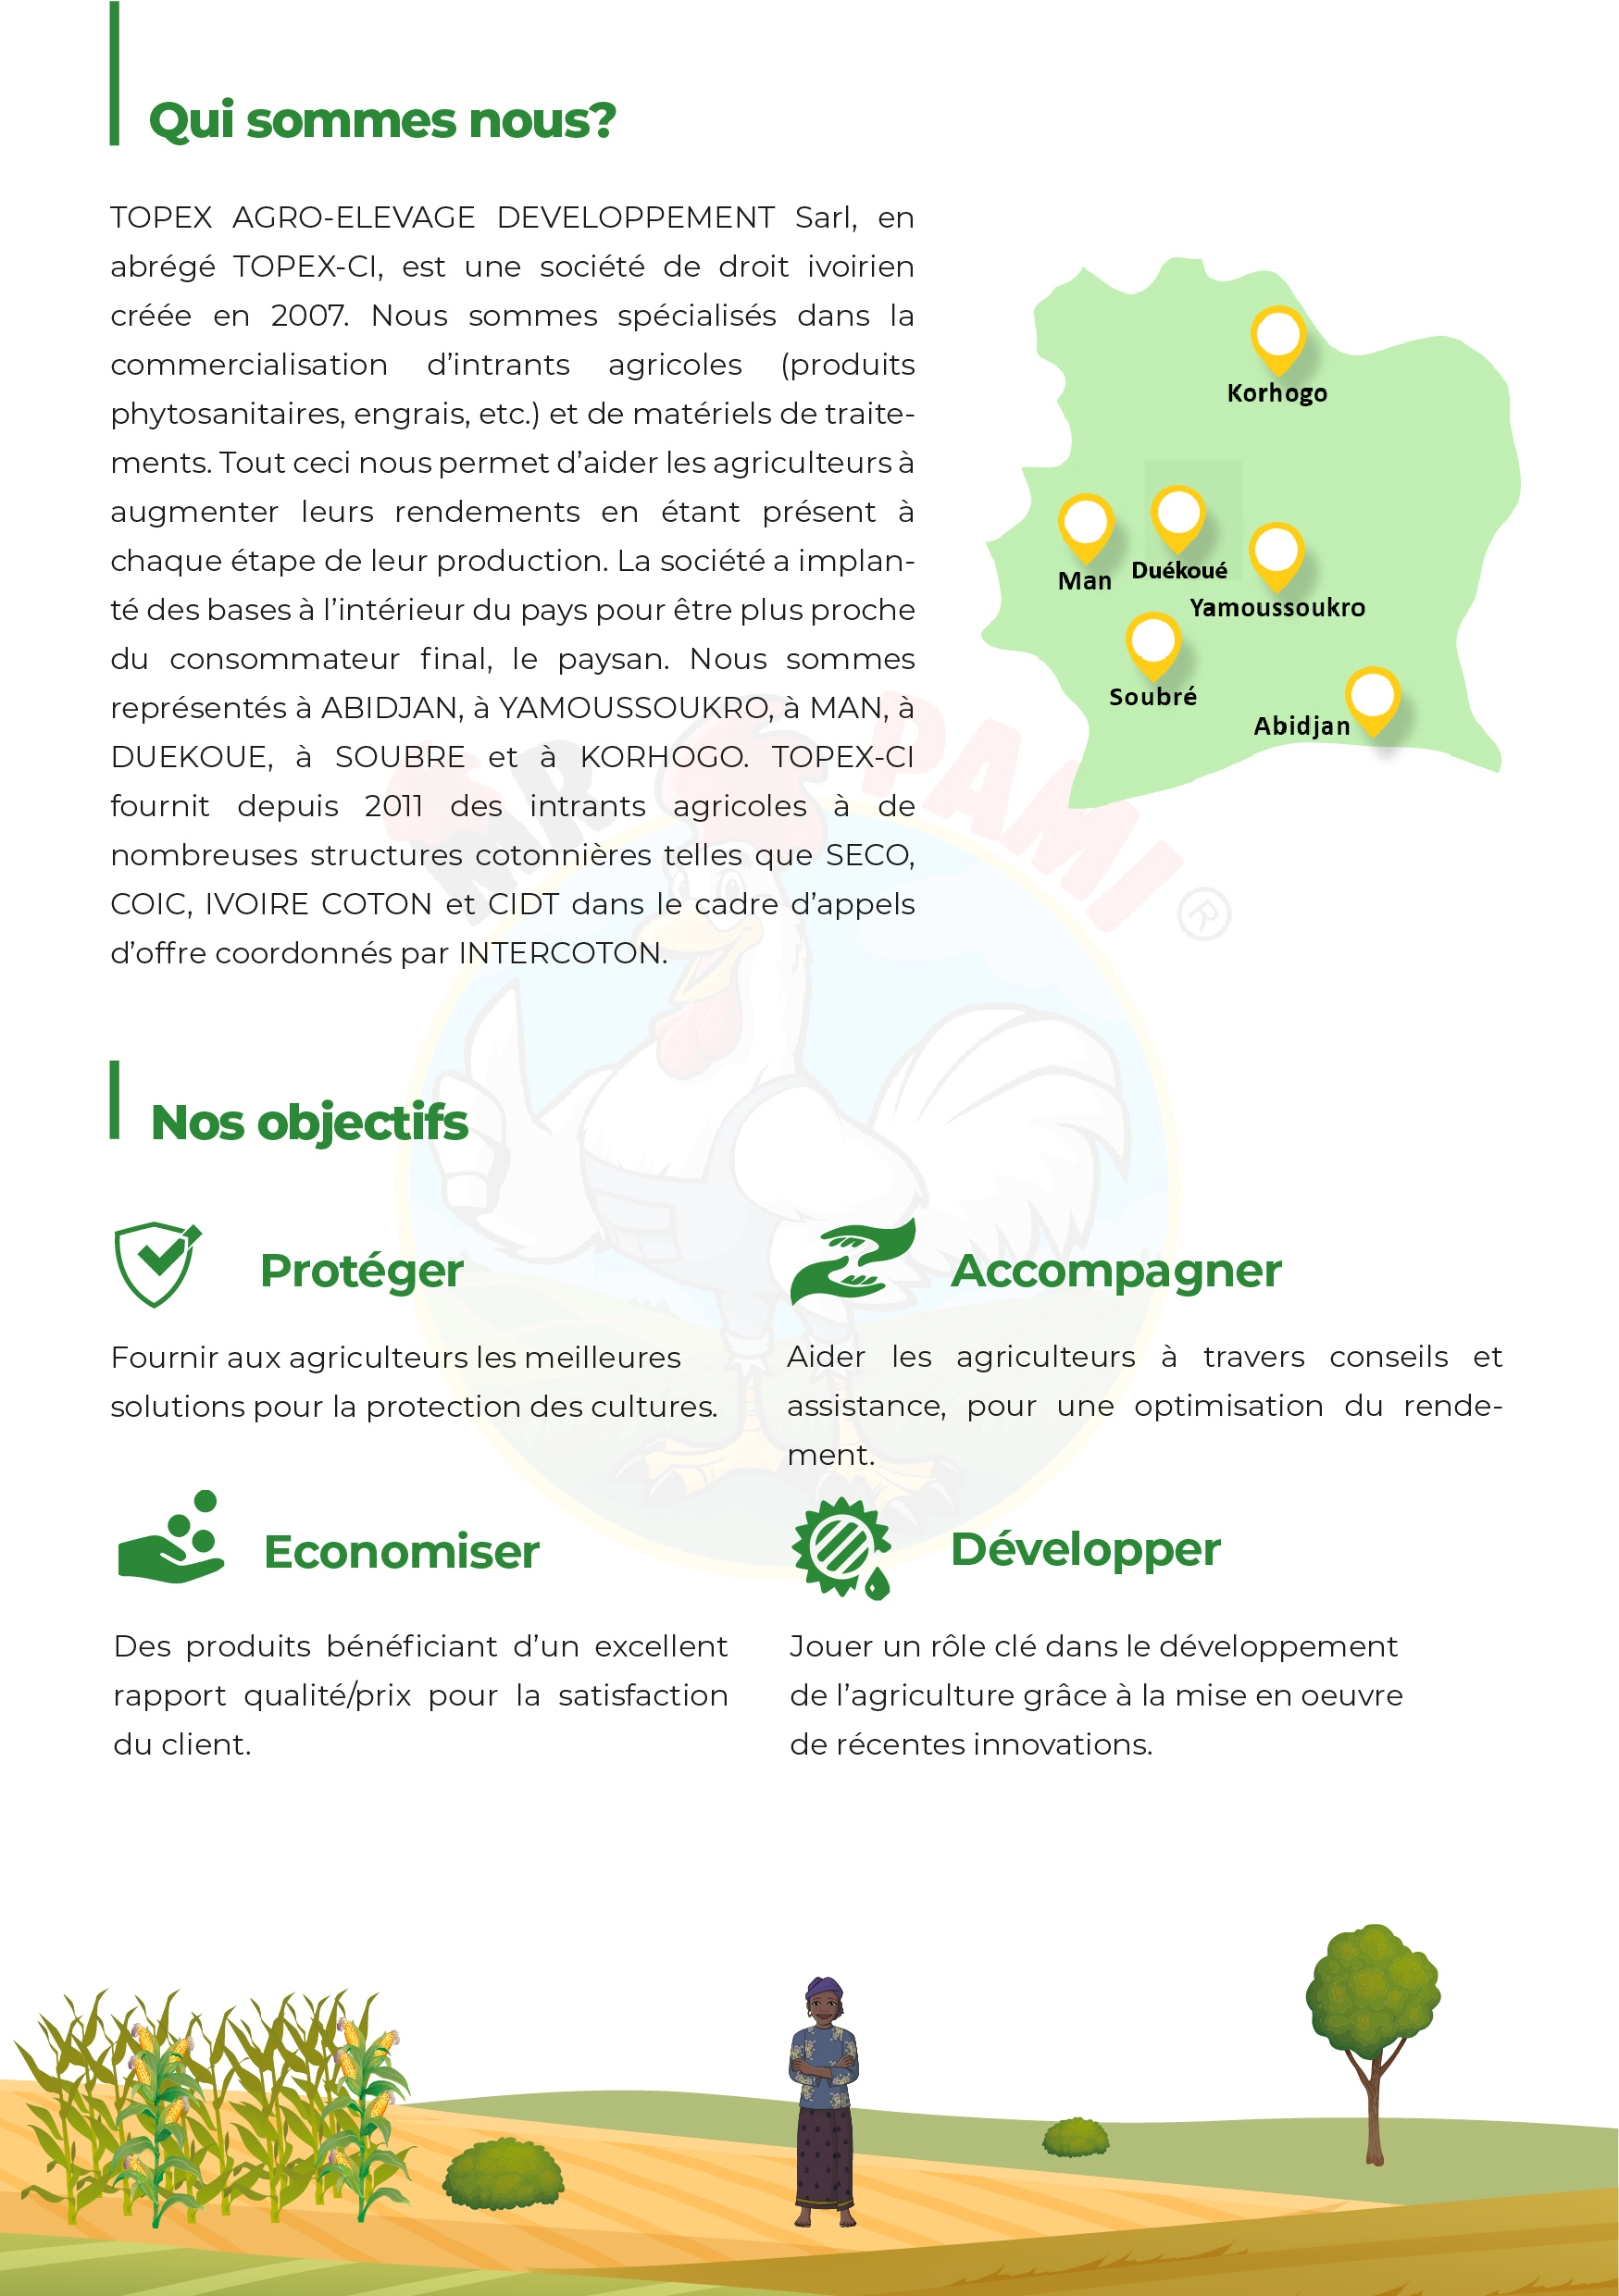 Qui sommes nous?
TOPEX AGRO-ELEVAGE DEVELOPPEMENT Sarl, en
abrégé TOPEX-CI, est une société de droit ivoirien
créée en 2007. Nous sommes spécialisés dans la
commercialisation d’intrants agricoles (produits
phytosanitaires, engrais, etc.) et de matériels de traite-
ments. Tout ceci nous permet d’aider les agriculteurs à
augmenter leurs rendements en étant présent à
chaque étape de leur production. La société a implan-
té des bases à l’intérieur du pays pour être plus proche
du consommateur final, le paysan. Nous sommes
représentés à ABIDJAN, à YAMOUSSOUKRO, à MAN, à
DUEKOUE, à SOUBRE et à KORHOGO. TOPEX-CI
fournit depuis 2011 des intrants agricoles à de
nombreuses structures cotonnières telles que SECO,
COIC, IVOIRE COTON et CIDT dans le cadre d’appels
d’offre coordonnés par INTERCOTON.
Korhogo
Man
Duékoué
Yamoussoukro
Soubré
Abidjan
MR PAMI ®
Nos objectifs
Protéger
Fournir aux agriculteurs les meilleures
solutions pour la protection des cultures.
Accompagner
Aider les agriculteurs à travers conseils et
assistance, pour une optimisation du rende-
ment.
Economiser
Des produits bénéficiant d’un excellent
rapport qualité/prix pour la satisfaction
du client.
Développer
Jouer un rôle clé dans le développement
de l’agriculture grâce à la mise en oeuvre
de récentes innovations.